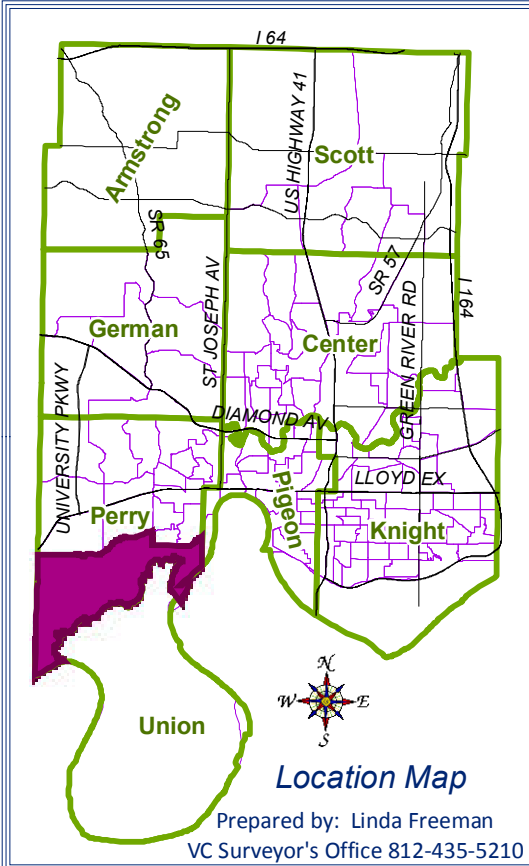 I 64
Armstrong
Scott
US HIGHWAY 41
SR 65
SR 57
I 164
ST JOSEPH AV
GREEN RIVER RD
German
Center
UNIVERSITY PKWY
DIAMOND AV
LLOYD EX
Pigeon
Perry
Knight
N
W E
S
Union
Location Map
Prepared by: Linda Freeman
VC Surveyor's Office 812-435-5210